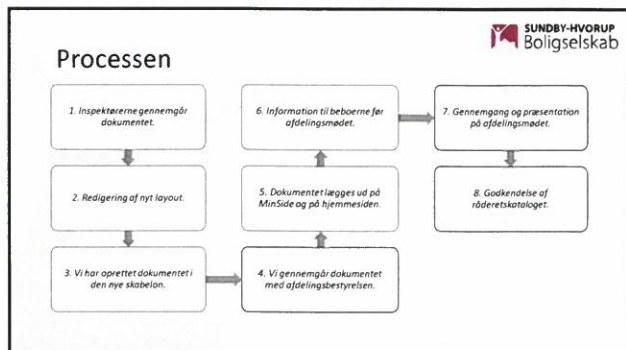 SUNDBY-HVORUP
Boligselskab
Processen
1. Inspektørerne gennemgår
dokumentet.
2. Redigering af nyt layout.
3. Vi har oprettet dokumentet i
den nye skabelon.
4. Vi gennemgår dokumentet
med afdelingsbestyrelsen.
5. Dokumentet lægges ud på
MinSide og på hjemmesiden.
6. Information til beboerne før
afdelingsmødet.
7. Gennemgang og præsentation
på afdelingsmødet.
8. Godkendelse af
råderetskataloget.